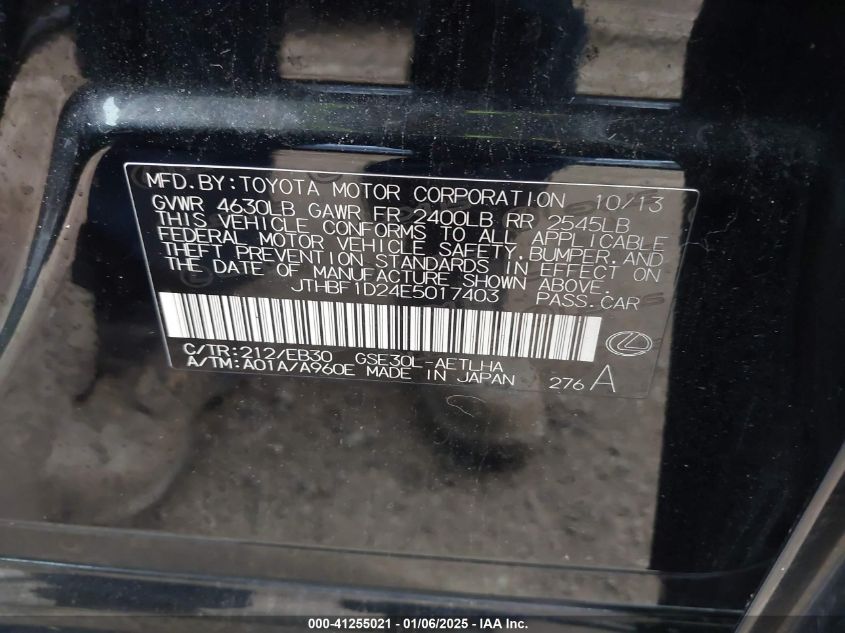 MFD.BY:TOYOTA MOTOR CORPORATION 10/13
GVWR 4630LB GAWR FR 2400LB RR 2545LB
THIS VEHICLE CONFORMS TO ALL APPLICABLE
FEDERAL MOTOR VEHICLE SAFETY,BUMPER,AND
THEFT PREVENTION STANDARDS IN EFFECT ON
THE DATE OF MANUFACTURE SHOWN ABOVE.
JTHBF1D24E5017403 PASS.CAR
C/TR:212/EB30 GSE30L-AETLHA
A/TM:A01A/A960E MADE IN JAPAN 276 A
000-41255021 - 01/06/2025 - IAA Inc.